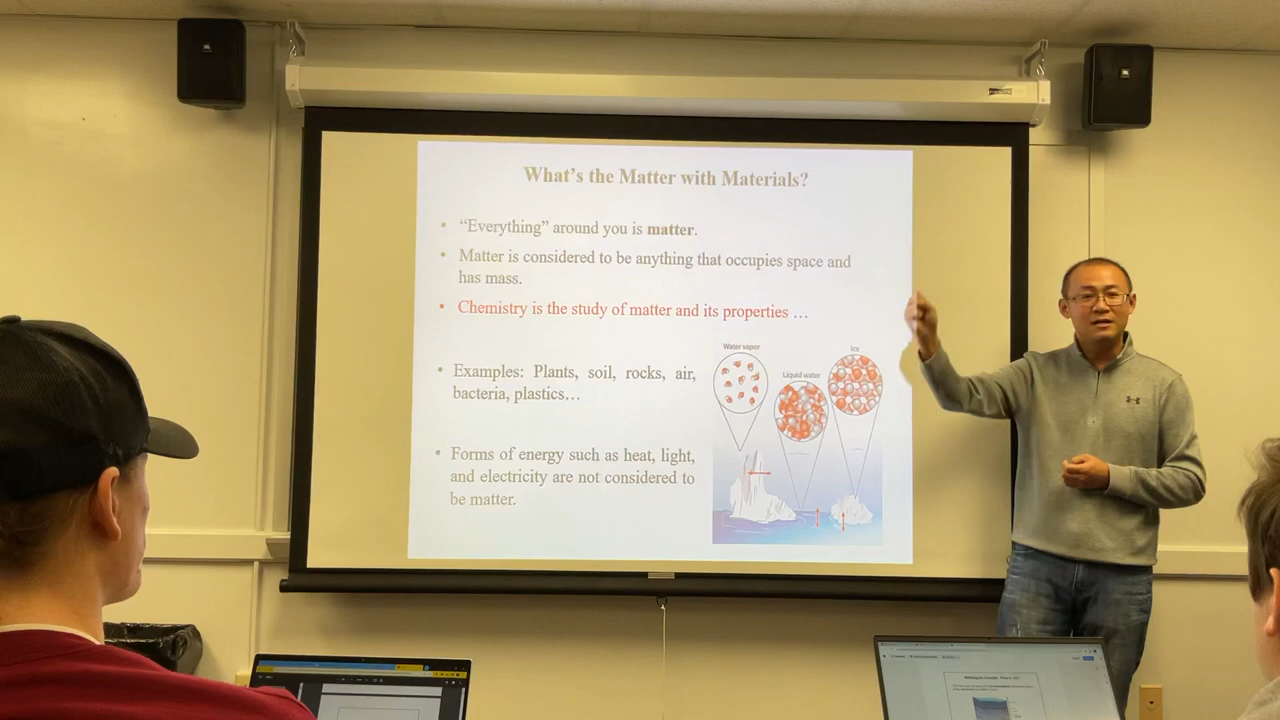 What's the Matter with Materials?
• "Everything" around you is matter.
• Matter is considered to be anything that occupies space and
has mass.
• Chemistry is the study of matter and its properties …
• Examples: Plants, soil, rocks, air,
bacteria, plastics…
Water vapor
Liquid water
Ice
• Forms of energy such as heat, light,
and electricity are not considered to
be matter.
JBL
JBL